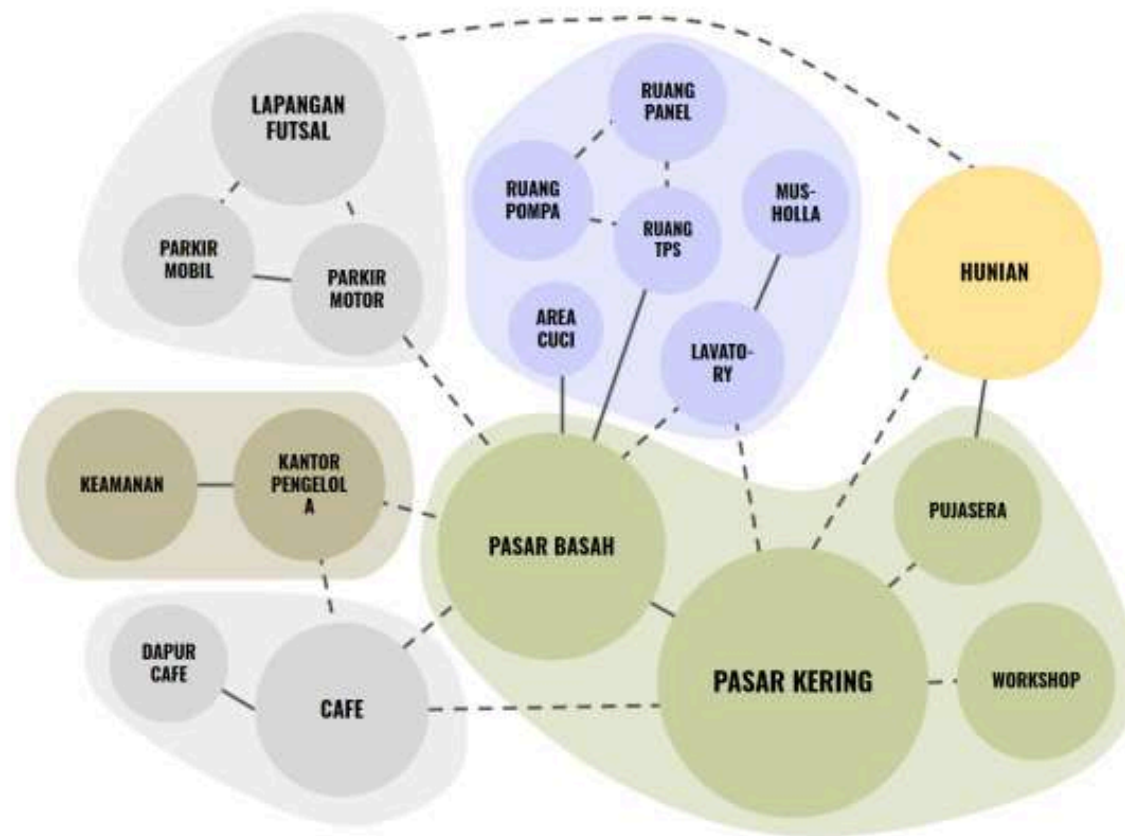 LAPANGAN
FUTSAL
PARKIR
MOBIL
PARKIR
MOTOR
RUANG
PANEL
RUANG
POMPA
RUANG
TPS
MUS-
HOLLA
AREA
CUCI
LAVATO-
RY
HUNIAN
KEAMANAN
KANTOR
PENGELOL
A
PASAR BASAH
PUJASERA
DAPUR
CAFE
CAFE
PASAR KERING
WORKSHOP